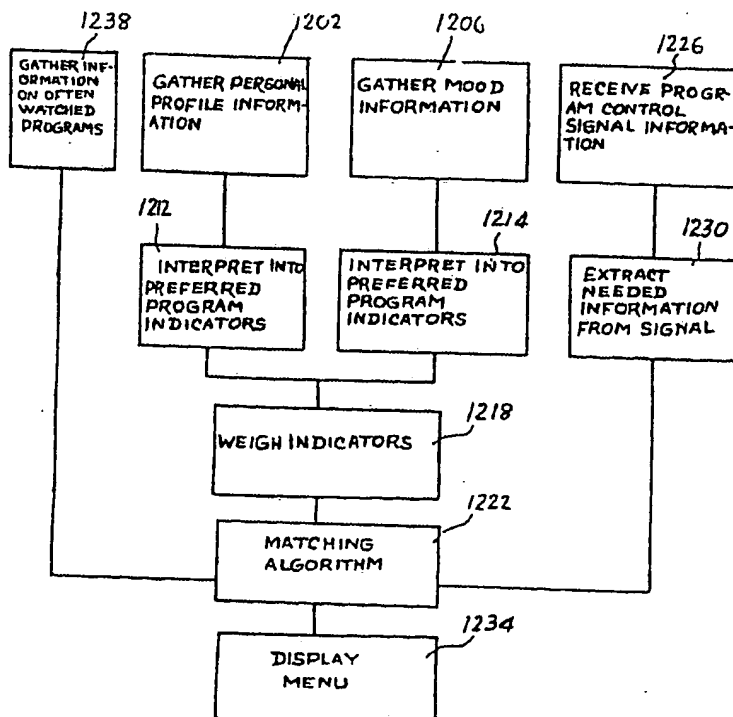 1238
1202
1206
1226
GATHER INF-
ORMATION
ON OFTEN
WATCHED
PROGRAMS
GATHER PERSONAL
PROFILE INFORM-
ATION
GATHER MOOD
INFORMATION
RECEIVE PROGR-
AM CONTROL
SIGNAL INFORMA-
TION
1212
1214
1230
INTERPRET INTO
PREFERRED
PROGRAM
INDICATORS
INTERPRET INTO
PREFERRED
PROGRAM
INDICATORS
EXTRACT
NEEDED
INFORMATION
FROM SIGNAL
1218
WEIGH INDICATORS
1222
MATCHING
ALGORITHM
1234
DISPLAY
MENU